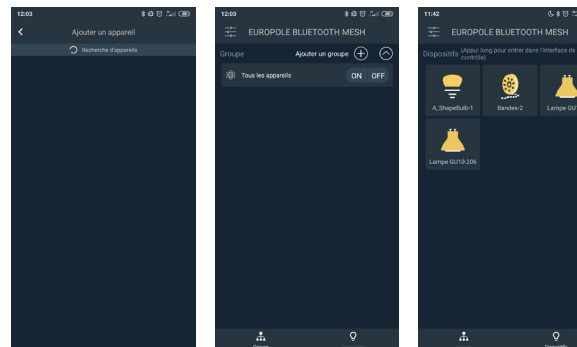 12:03
Ajouter un appareil
Recherche d'appareils
12:03
EUROPOLE BLUETOOTH MESH
Groupe
Ajouter un groupe
Tous les appareils
ON OFF
11:42
EUROPOLE BLUETOOTH MESH
Dispositifs (Appui long pour entrer dans l'interface de
contrôle)
A_ShapeBulb-1
Bandes-2
Lampe GU1
Lampe GU10-206